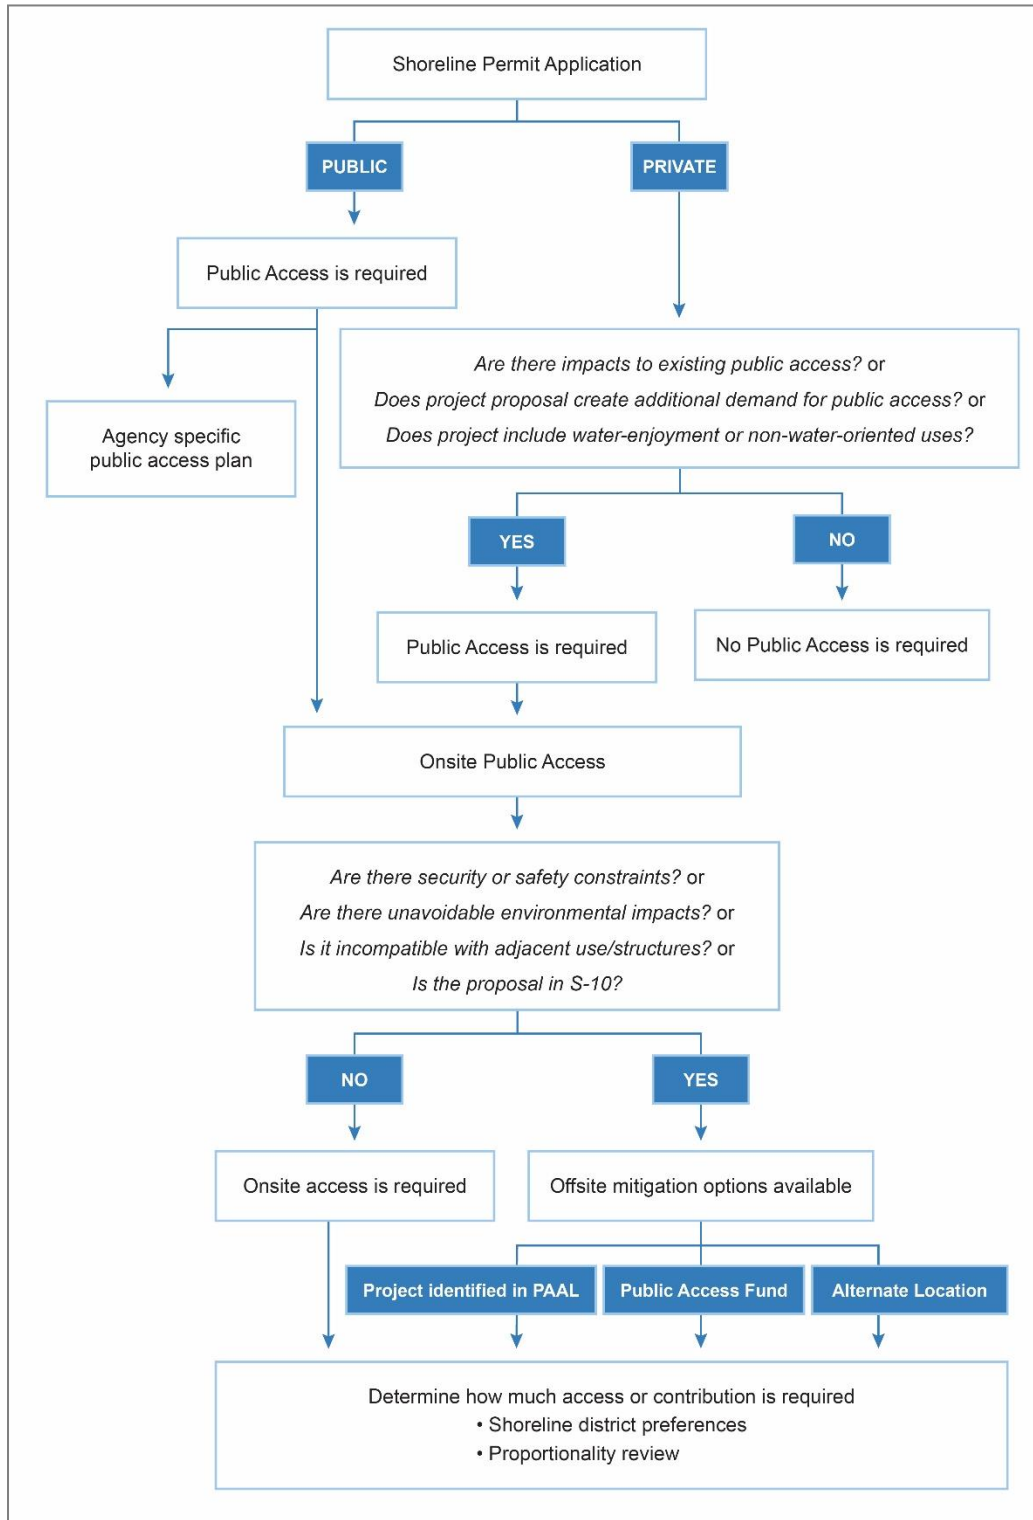 Shoreline Permit Application
PUBLIC
PRIVATE
Public Access is required
Are there impacts to existing public access? or
Does project proposal create additional demand for public access? or
Does project include water-enjoyment or non-water-oriented uses?
Agency specific
public access plan
YES
NO
Public Access is required
No Public Access is required
Onsite Public Access
Are there security or safety constraints? or
Are there unavoidable environmental impacts? or
Is it incompatible with adjacent use/structures? or
Is the proposal in S-10?
NO
YES
Onsite access is required
Offsite mitigation options available
Project identified in PAAL
Public Access Fund
Alternate Location
Determine how much access or contribution is required
• Shoreline district preferences
• Proportionality review